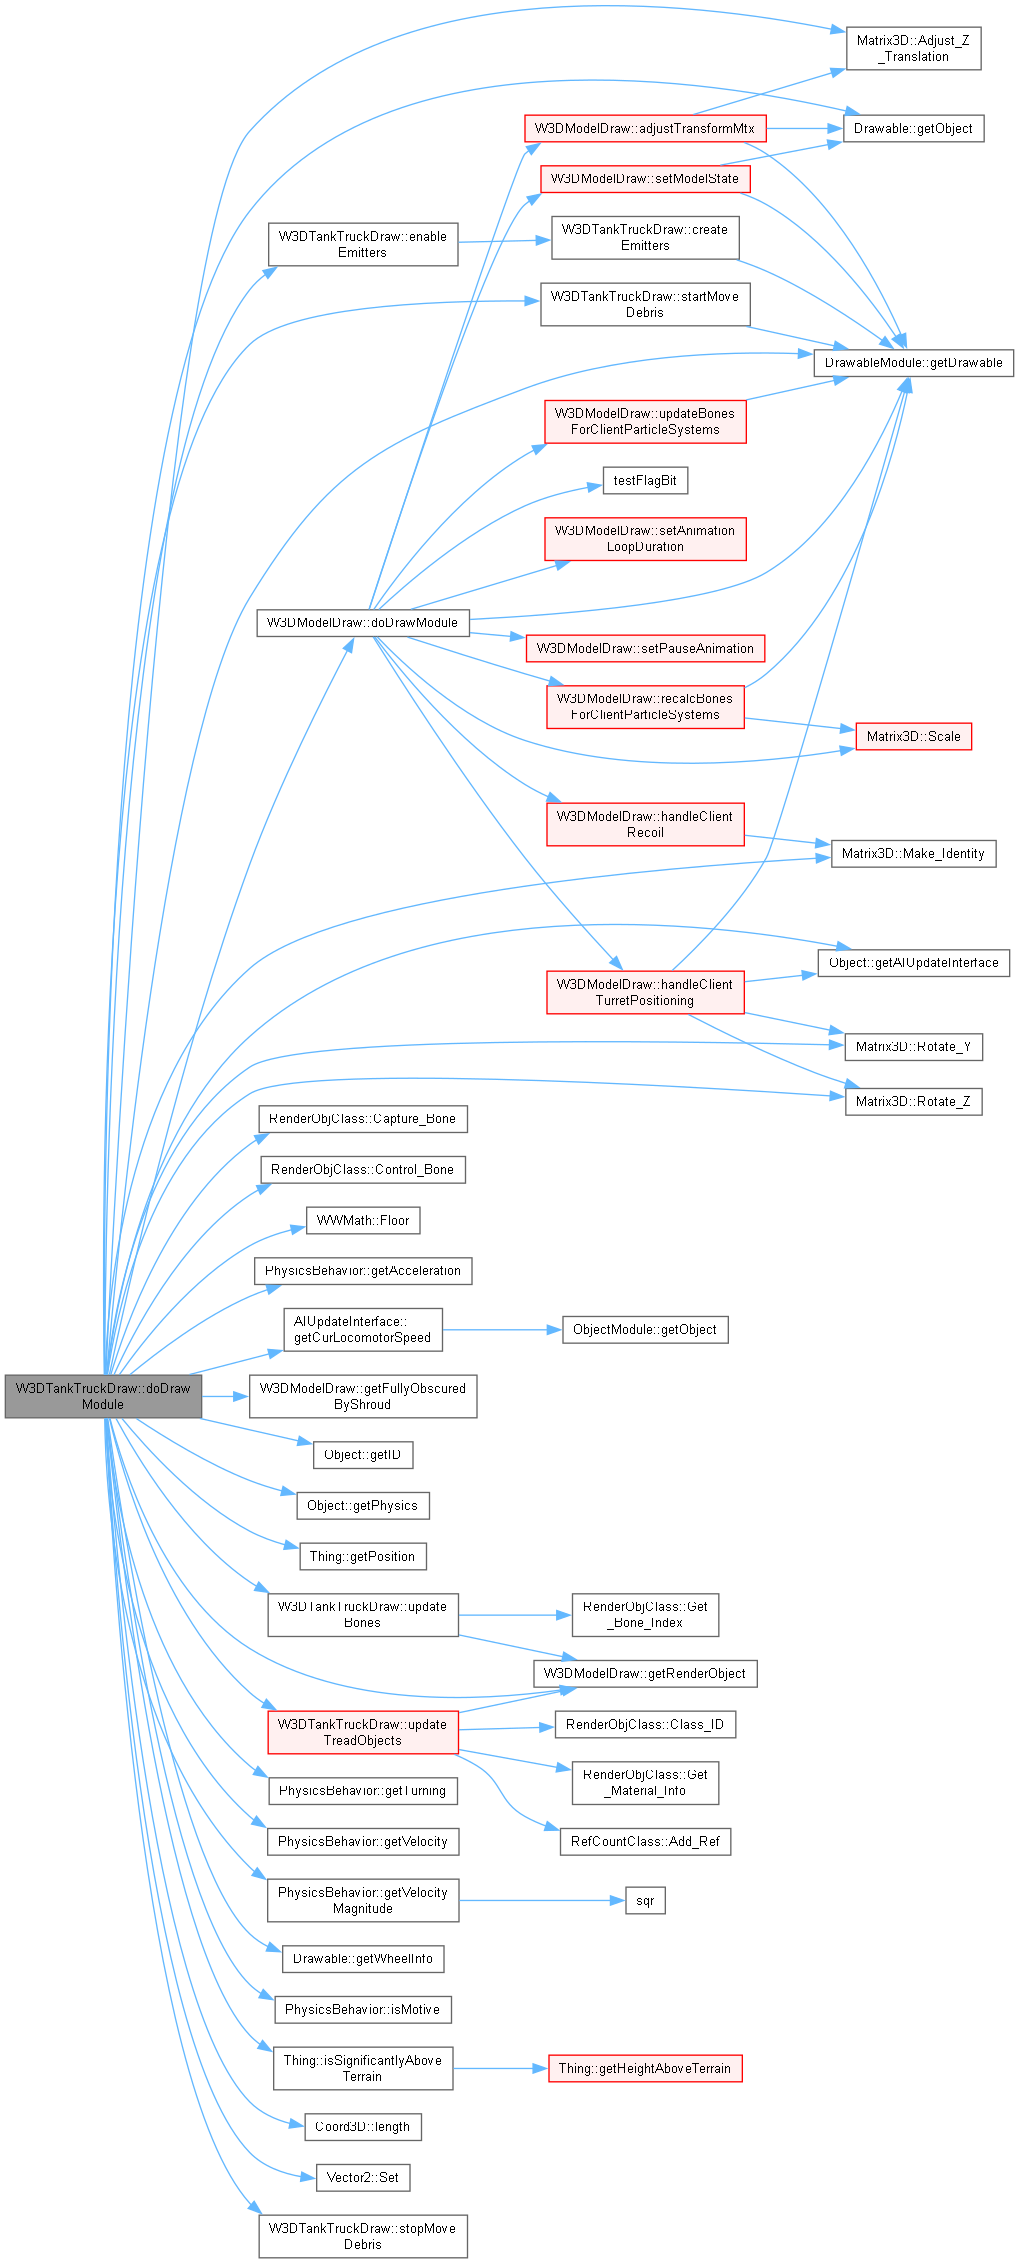 Matrix3D::Adjust_Z
_Translation
Drawable::getObject
W3DModelDraw::adjustTransformMtx
W3DModelDraw::setModelState
W3DTankTruckDraw::enable
Emitters
W3DTankTruckDraw::create
Emitters
W3DTankTruckDraw::startMove
Debris
DrawableModule::getDrawable
W3DModelDraw::updateBones
ForClientParticleSystems
testFlagBit
W3DModelDraw::setAnimation
LoopDuration
W3DModelDraw::doDrawModule
W3DModelDraw::setPauseAnimation
W3DModelDraw::recalcBones
ForClientParticleSystems
Matrix3D::Scale
W3DModelDraw::handleClient
Recoil
Matrix3D::Make_Identity
Object::getAIUpdateInterface
W3DModelDraw::handleClient
TurretPositioning
Matrix3D::Rotate_Y
Matrix3D::Rotate_Z
RenderObjClass::Capture_Bone
RenderObjClass::Control_Bone
WWMath::Floor
PhysicsBehavior::getAcceleration
AIUpdateInterface::
getCurLocomotorSpeed
ObjectModule::getObject
W3DTankTruckDraw::doDraw
Module
W3DModelDraw::getFullyObscured
ByShroud
Object::getID
Object::getPhysics
Thing::getPosition
W3DTankTruckDraw::update
Bones
RenderObjClass::Get
_Bone_Index
W3DModelDraw::getRenderObject
W3DTankTruckDraw::update
TreadObjects
RenderObjClass::Class_ID
RenderObjClass::Get
_Material_Info
PhysicsBehavior::getTurning
RefCountClass::Add_Ref
PhysicsBehavior::getVelocity
PhysicsBehavior::getVelocity
Magnitude
sqr
Drawable::getWheelInfo
PhysicsBehavior::isMotive
Thing::isSignificantlyAbove
Terrain
Thing::getHeightAboveTerrain
Coord3D::length
Vector2::Set
W3DTankTruckDraw::stopMove
Debris